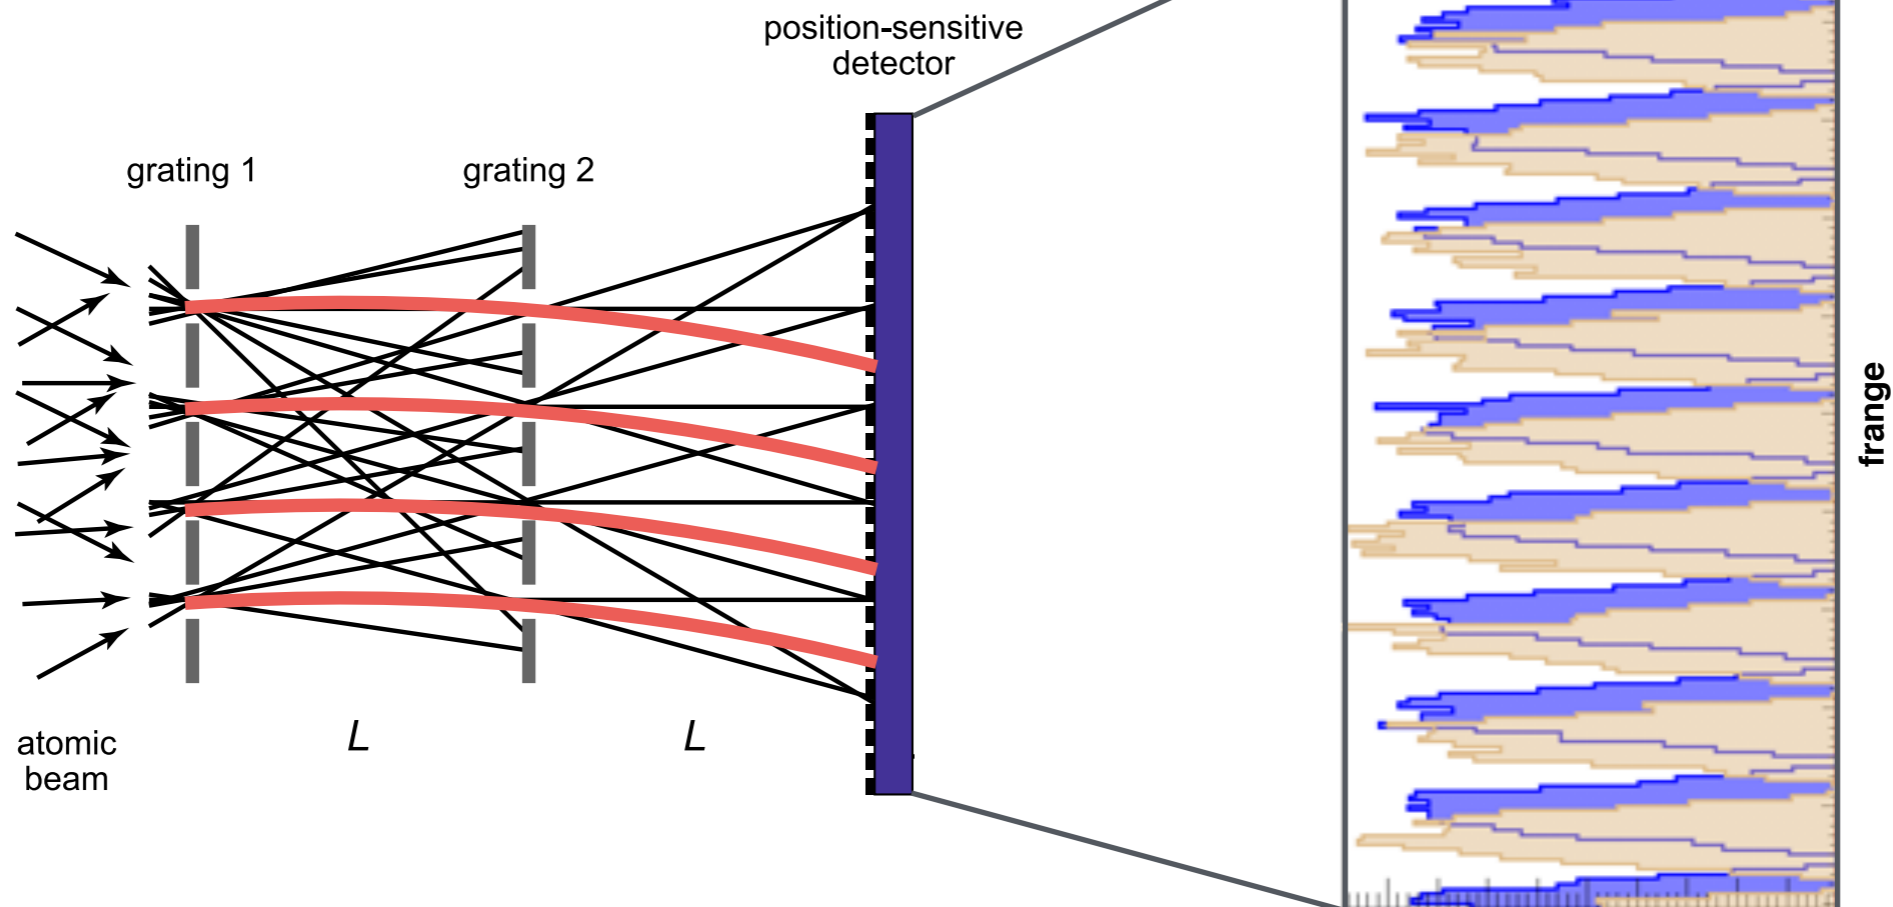 position-sensitive
detector
grating 1
grating 2
L
L
atomic
beam
frange